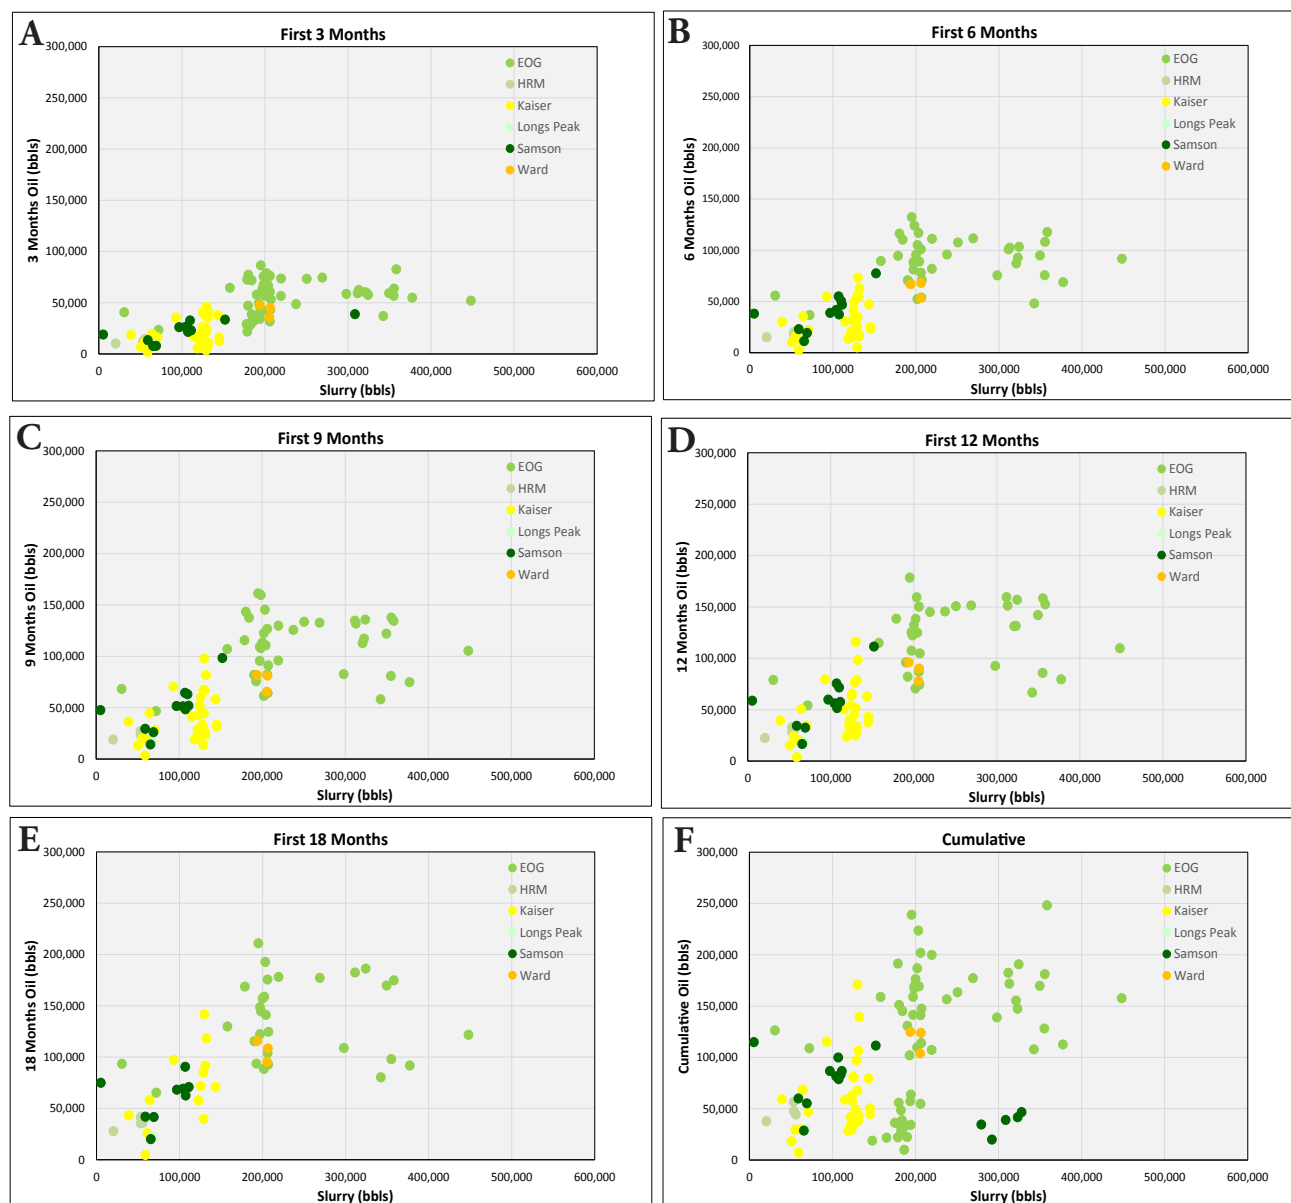 A
First 3 Months
300,000
250,000
200,000
150,000
100,000
50,000
0
3 Months Oil (bbls)
0 100,000 200,000 300,000 400,000 500,000 600,000
Slurry (bbls)
EOG
HRM
Kaiser
Longs Peak
Samson
Ward
B
First 6 Months
300,000
250,000
200,000
150,000
100,000
50,000
0
6 Months Oil (bbls)
0 100,000 200,000 300,000 400,000 500,000 600,000
Slurry (bbls)
EOG
HRM
Kaiser
Longs Peak
Samson
Ward
C
First 9 Months
300,000
250,000
200,000
150,000
100,000
50,000
0
9 Months Oil (bbls)
0 100,000 200,000 300,000 400,000 500,000 600,000
Slurry (bbls)
EOG
HRM
Kaiser
Longs Peak
Samson
Ward
D
First 12 Months
300,000
250,000
200,000
150,000
100,000
50,000
0
12 Months Oil (bbls)
0 100,000 200,000 300,000 400,000 500,000 600,000
Slurry (bbls)
EOG
HRM
Kaiser
Longs Peak
Samson
Ward
E
First 18 Months
300,000
250,000
200,000
150,000
100,000
50,000
0
18 Months Oil (bbls)
0 100,000 200,000 300,000 400,000 500,000 600,000
Slurry (bbls)
EOG
HRM
Kaiser
Longs Peak
Samson
Ward
F
Cumulative
300,000
250,000
200,000
150,000
100,000
50,000
0
Cumulative Oil (bbls)
0 100,000 200,000 300,000 400,000 500,000 600,000
Slurry (bbls)
EOG
HRM
Kaiser
Longs Peak
Samson
Ward